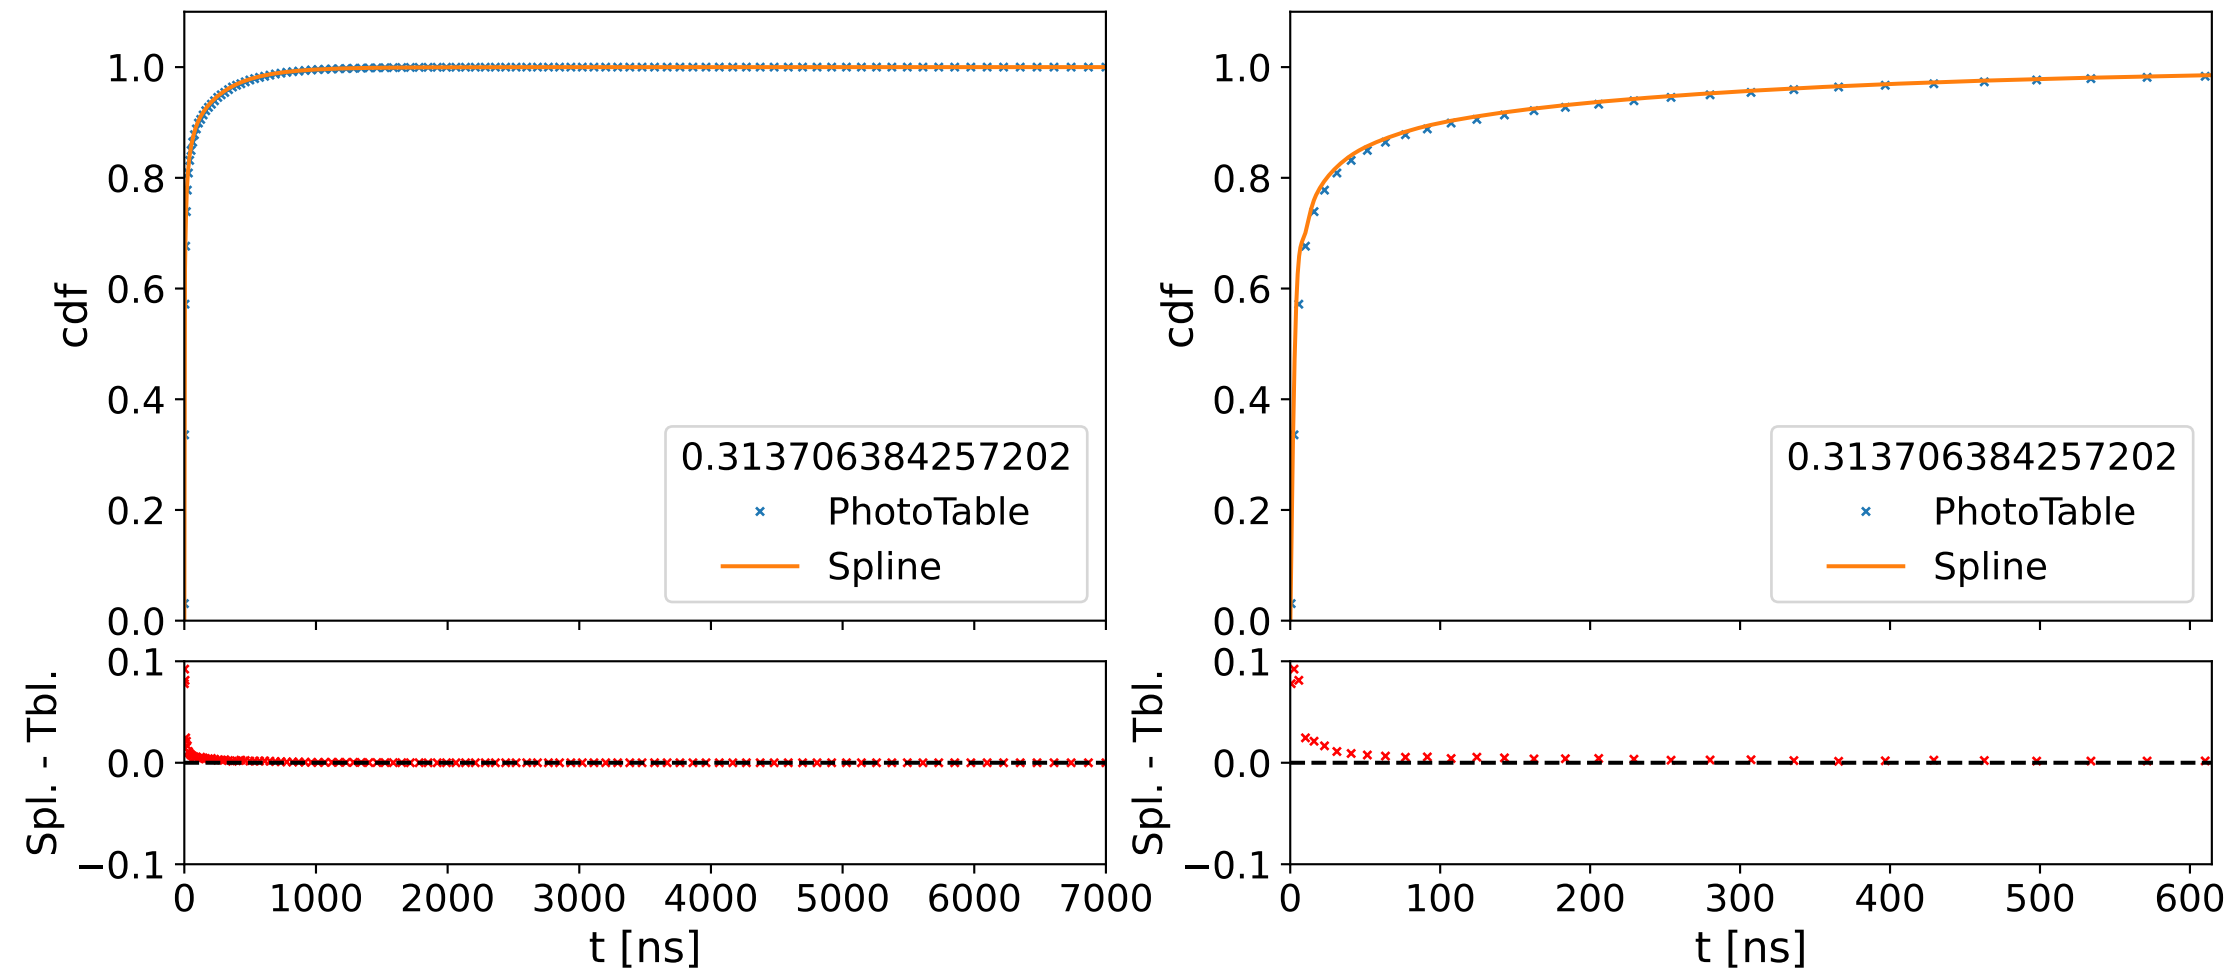 cdf
1.0
0.8
0.6
0.4
0.2
0.0
0.313706384257202
PhotoTable
Spline
Spl. - Tbl.
0.1
0.0
−0.1
0 1000 2000 3000 4000 5000 6000 7000
t [ns]
cdf
1.0
0.8
0.6
0.4
0.2
0.0
0.313706384257202
PhotoTable
Spline
Spl. - Tbl.
0.1
0.0
−0.1
0 100 200 300 400 500 600
t [ns]